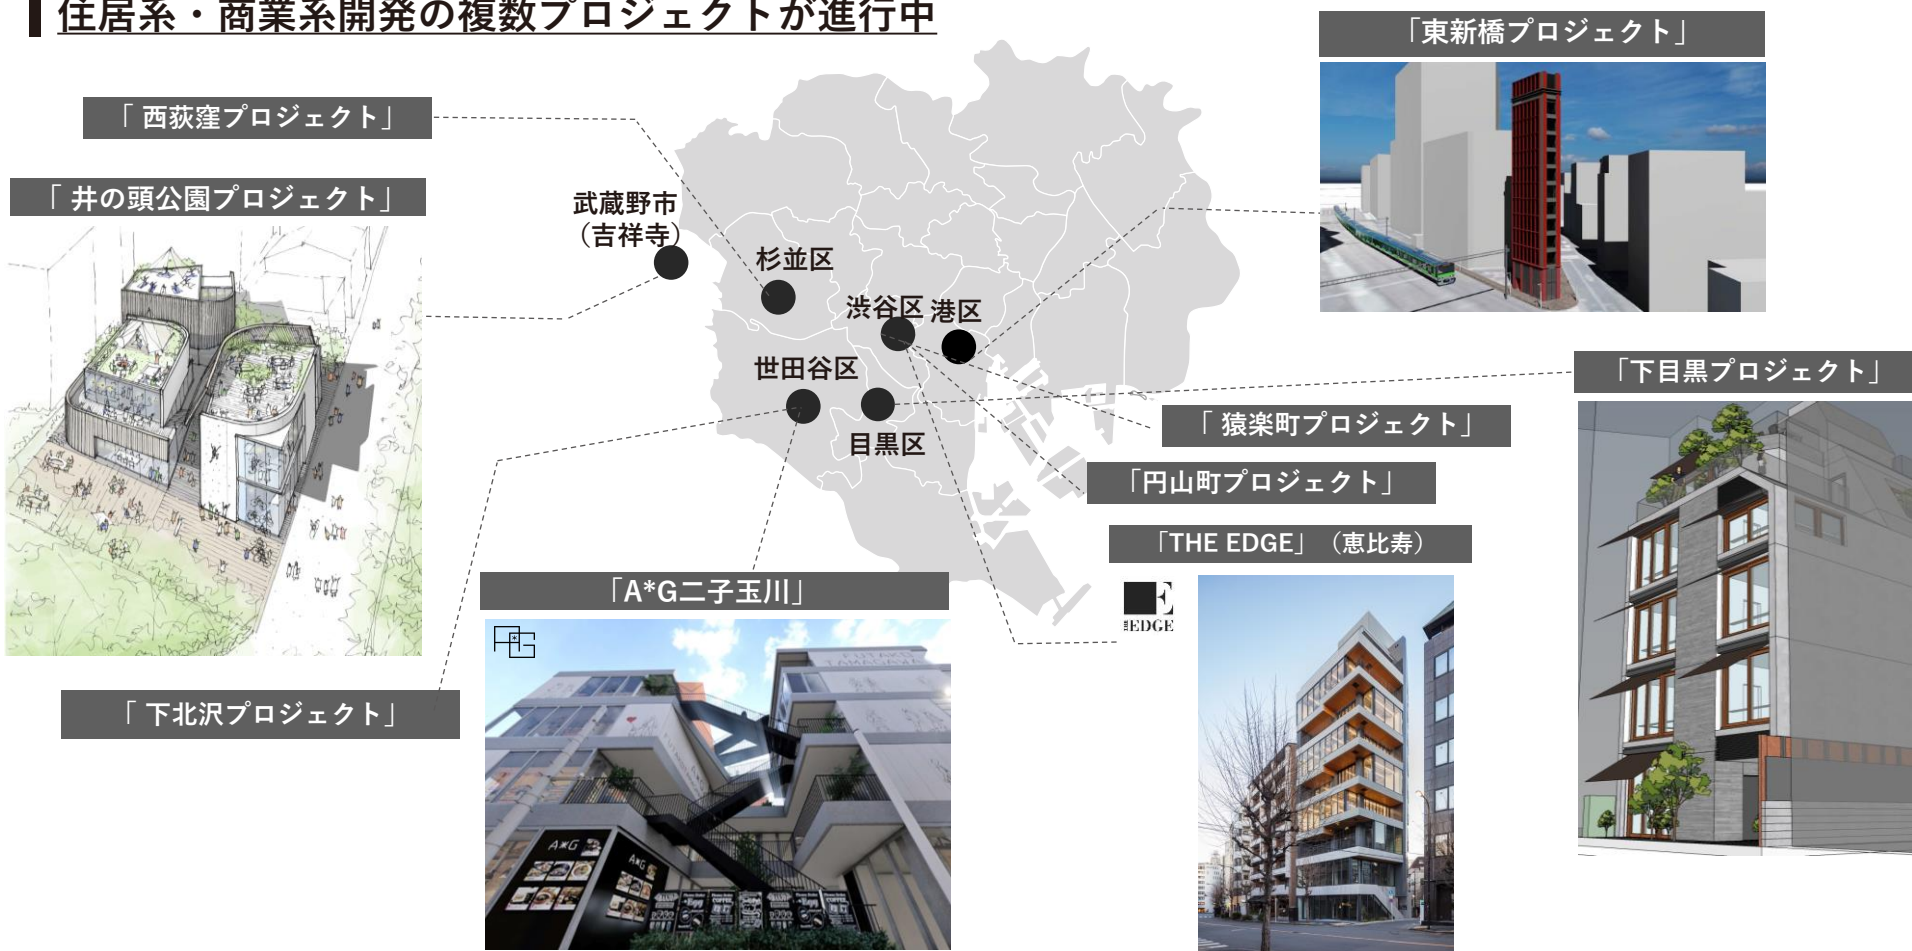 住居系・商業系開発の複数プロジェクトが進行中
「東新橋プロジェクト」
「 西荻窪プロジェクト」
「 井の頭公園プロジェクト」
武蔵野市
（吉祥寺）
杉並区
渋谷区
港区
世田谷区
目黒区
「下目黒プロジェクト」
「 猿楽町プロジェクト」
「円山町プロジェクト」
「THE EDGE」（恵比寿）
E
THE EDGE
「A*G二子玉川」
A*G
FUTAKO
TAMAGAWA
A*G
A*G
Egg
COFFEE
「 下北沢プロジェクト」